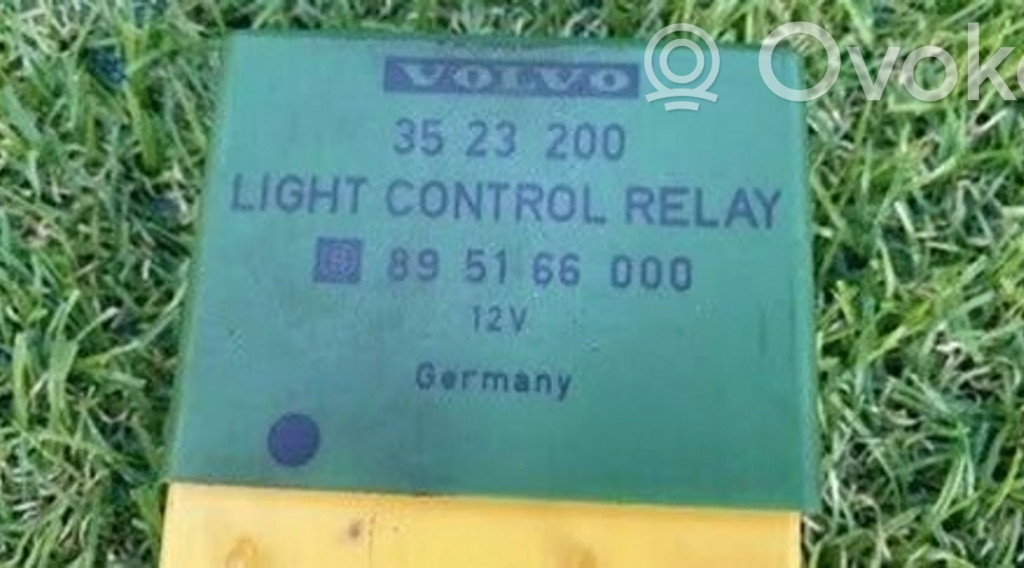 VOLVO
Ovoko
35 23 200
LIGHT CONTROL RELAY
89 51 66 000
12V
Germany